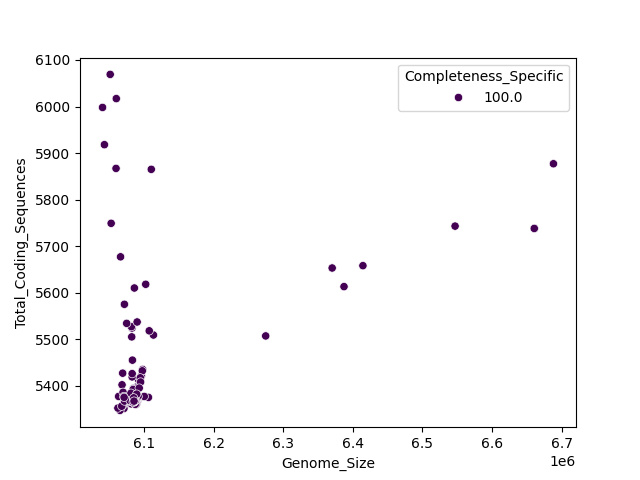 6100
6000
5900
5800
5700
5600
5500
5400
Total_Coding_Sequences
Completeness_Specific
100.0
6.1 6.2 6.3 6.4 6.5 6.6 6.7
1e6
Genome_Size